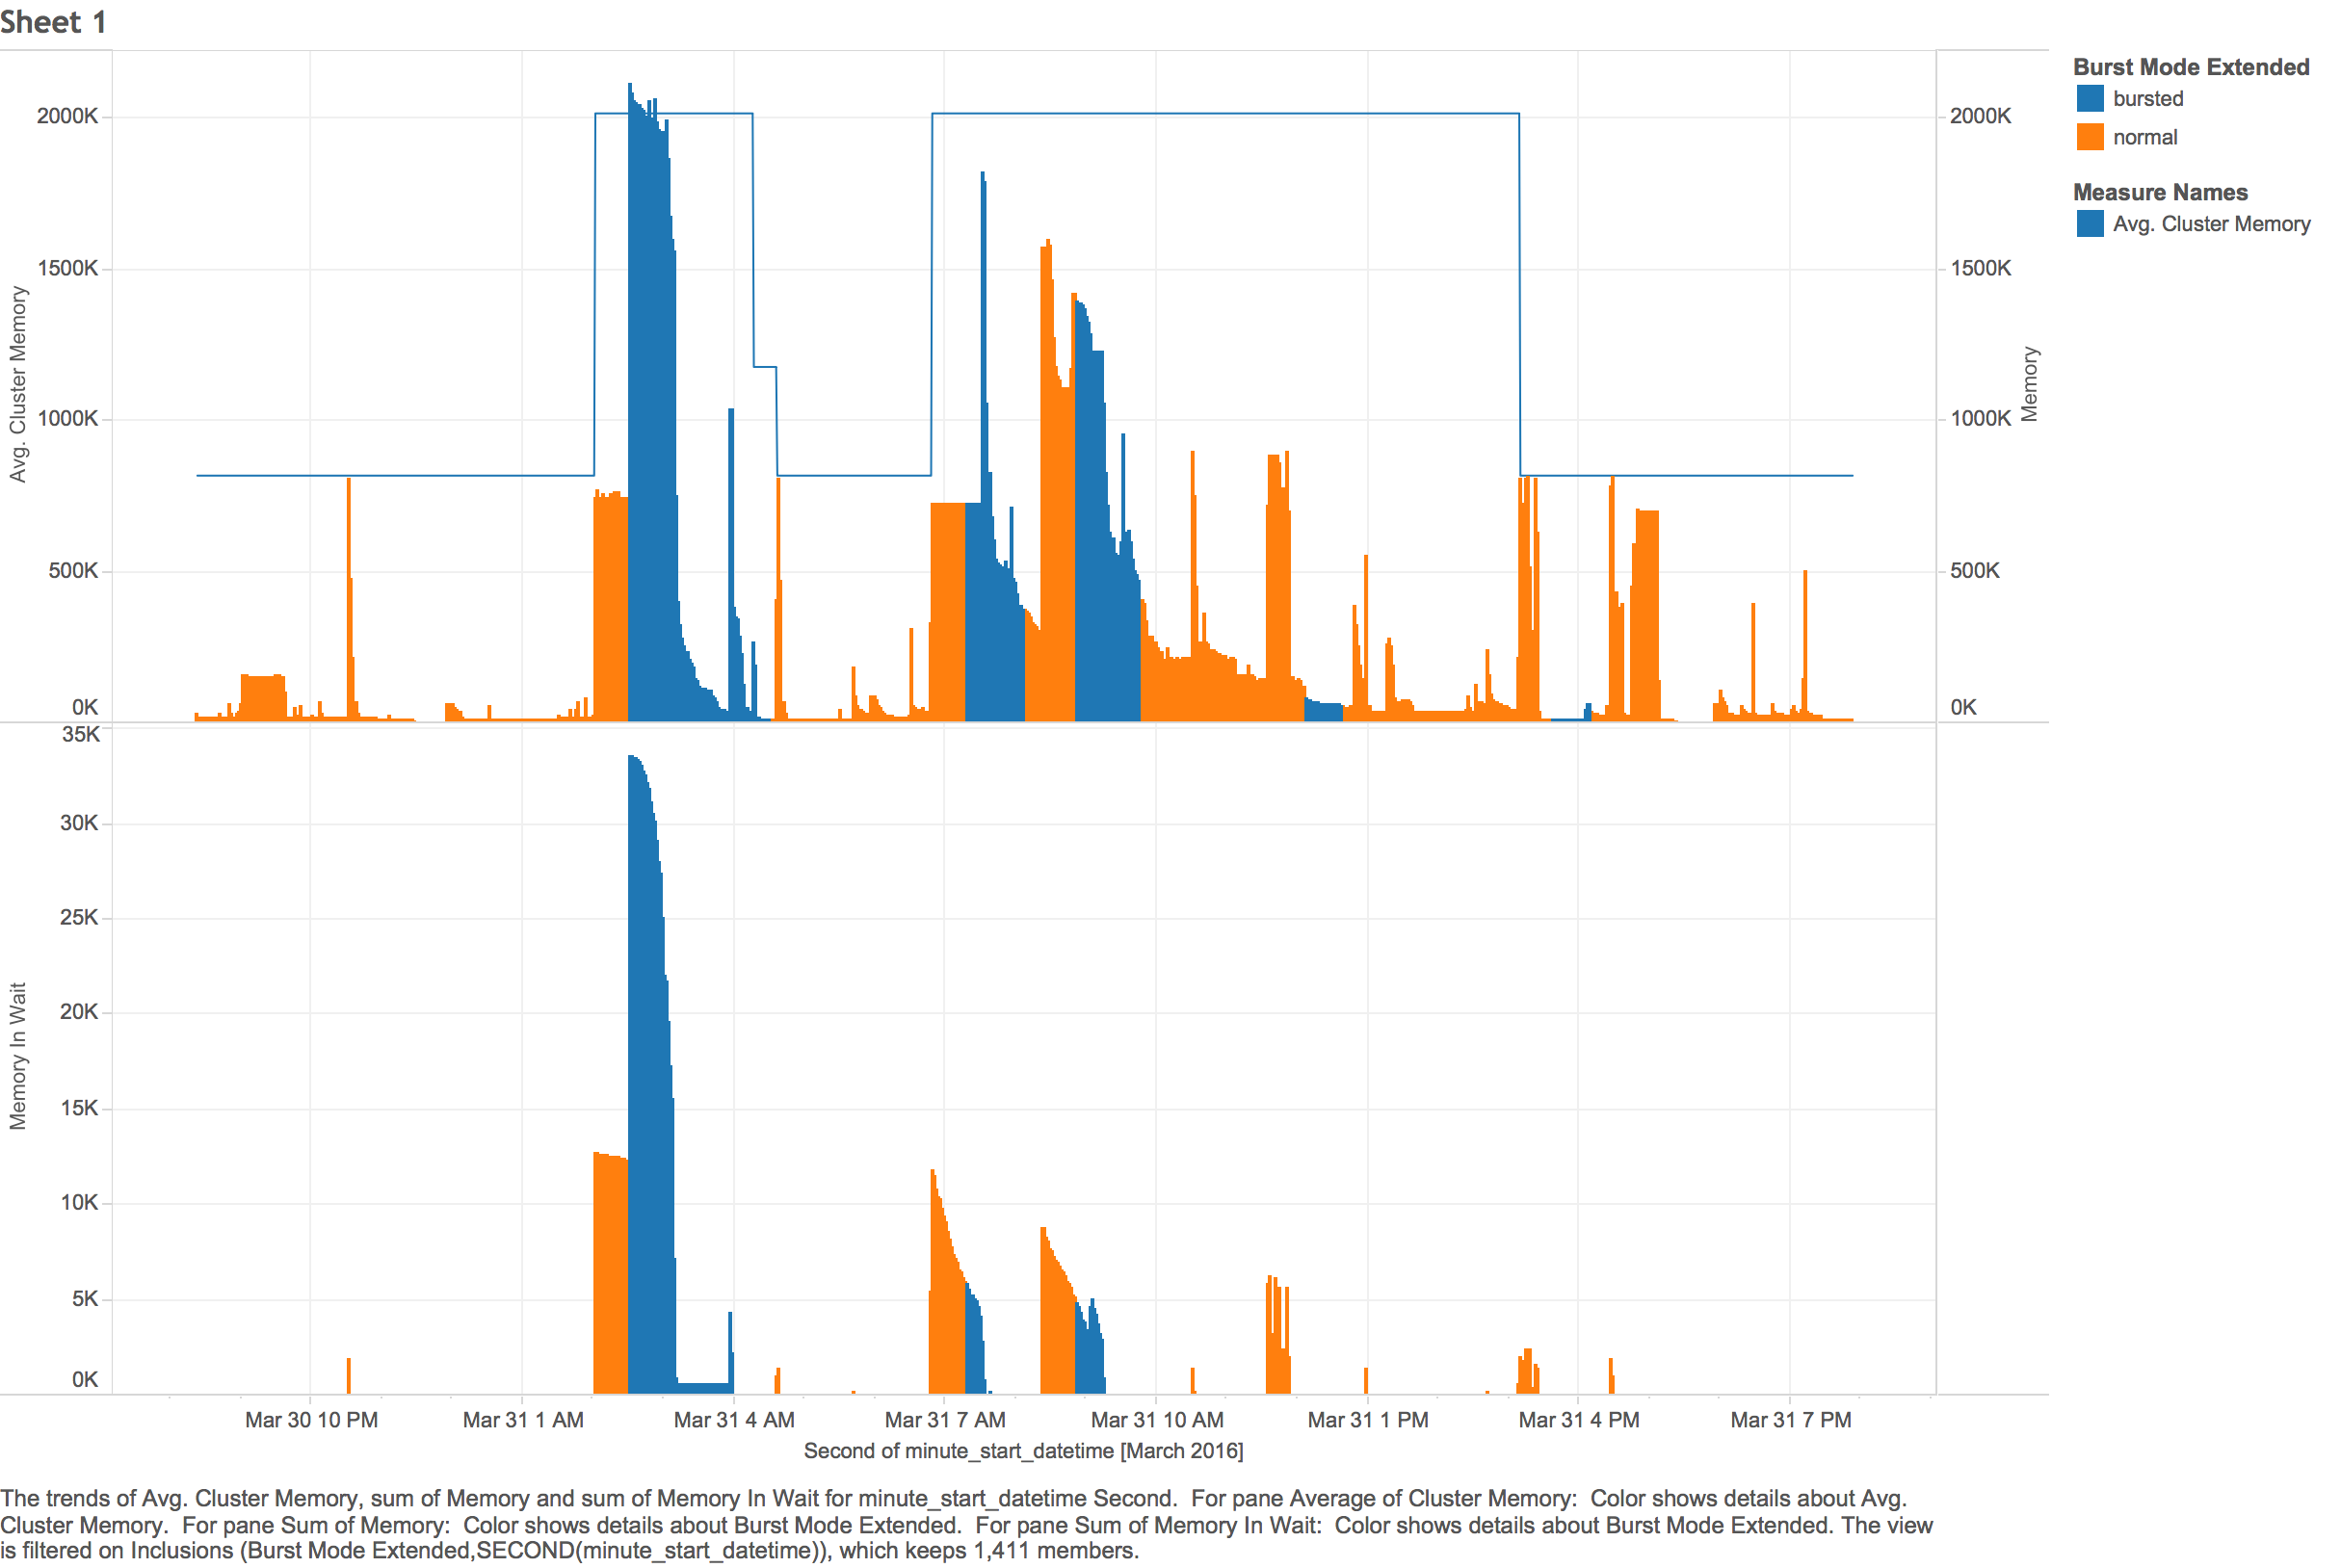 Sheet 1
Burst Mode Extended
bursted
normal
Measure Names
Avg. Cluster Memory
Avg. Cluster Memory
2000K
1500K
1000K
500K
0K
2000K
1500K
1000K
500K
0K
Memory
Memory In Wait
35K
30K
25K
20K
15K
10K
5K
0K
Mar 30 10 PM
Mar 31 1 AM
Mar 31 4 AM
Mar 31 7 AM
Mar 31 10 AM
Mar 31 1 PM
Mar 31 4 PM
Mar 31 7 PM
Second of minute_start_datetime [March 2016]
The trends of Avg. Cluster Memory, sum of Memory and sum of Memory In Wait for minute_start_datetime Second.  For pane Average of Cluster Memory:  Color shows details about Avg.
Cluster Memory.  For pane Sum of Memory:  Color shows details about Burst Mode Extended.  For pane Sum of Memory In Wait:  Color shows details about Burst Mode Extended. The view
is filtered on Inclusions (Burst Mode Extended,SECOND(minute_start_datetime)), which keeps 1,411 members.